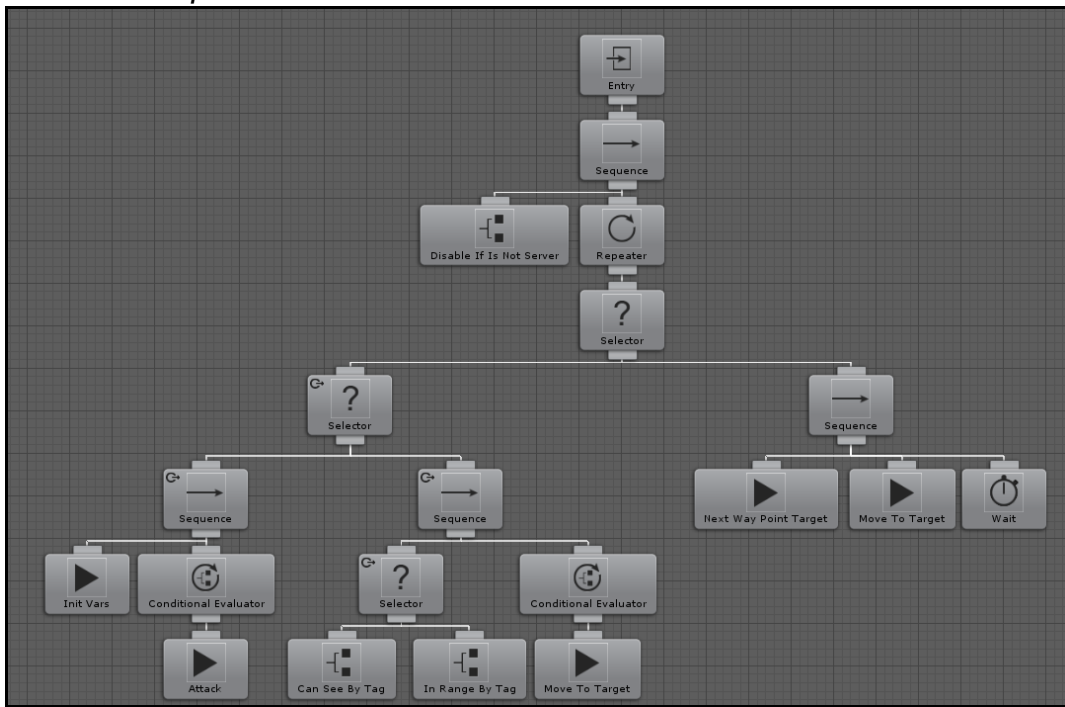 Entry
Sequence
Disable If Is Not Server
Repeater
?
Selector
?
Selector
Sequence
Sequence
Sequence
Next Way Point Target
Move To Target
Wait
Init Vars
Conditional Evaluator
?
Selector
Conditional Evaluator
Attack
Can See By Tag
In Range By Tag
Move To Target